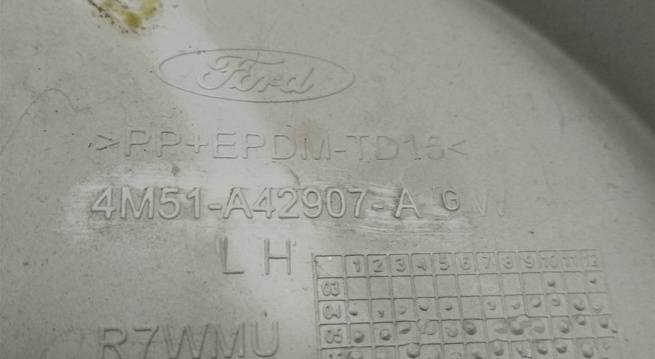 Ford
>PP+EPDM-TD15<
4M51-A42907-A G W
LH
1 2 3 4 5 6 7 8 9 10 11 12
03
04
05
R7WMU